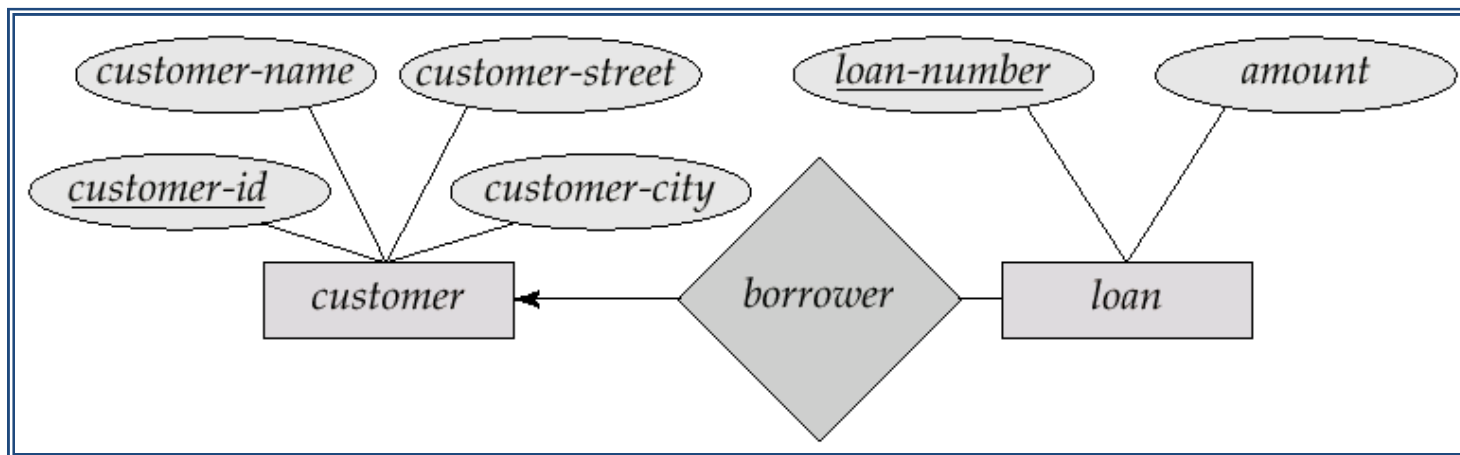 customer-name
customer-street
loan-number
amount
customer-id
customer-city
customer
borrower
loan